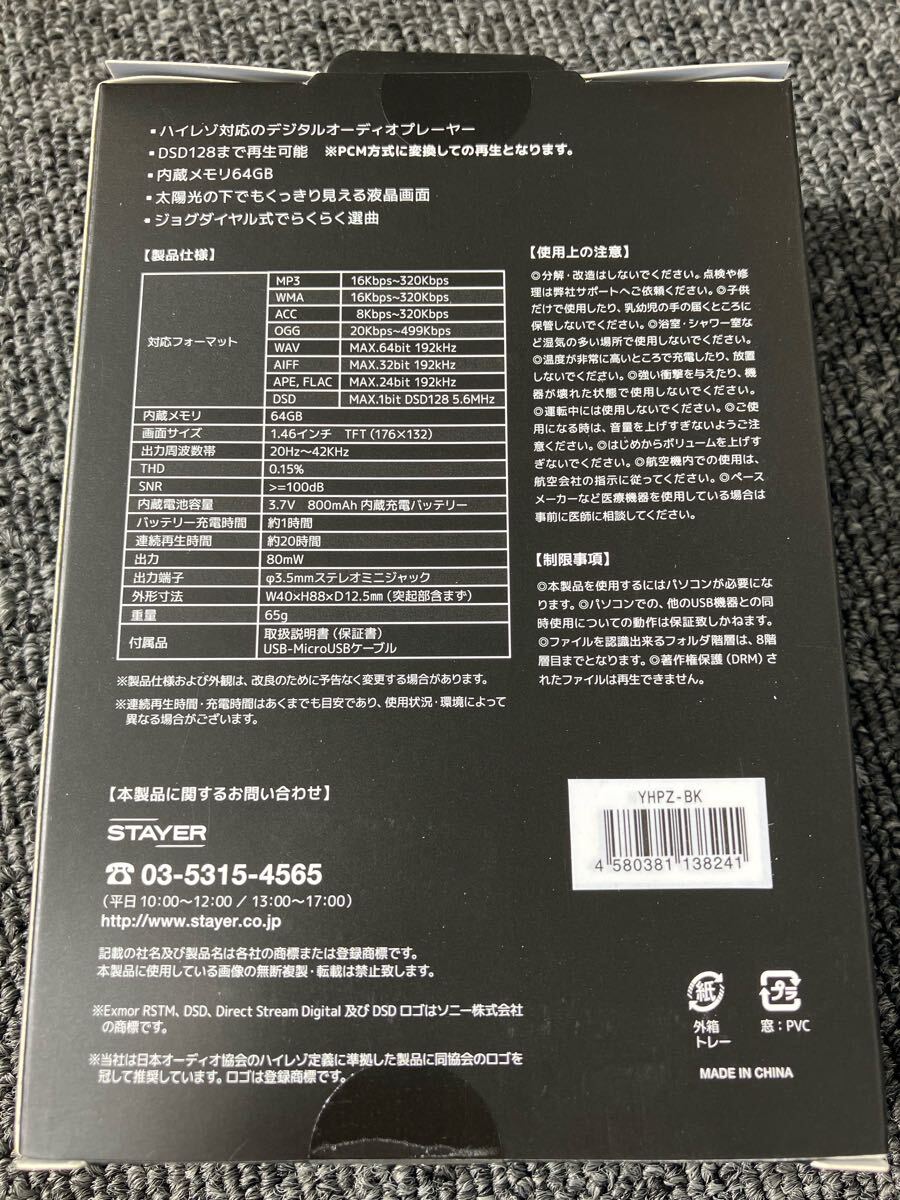 ▪ハイレゾ対応のデジタルオーディオプレーヤー
▪DSD128まで再生可能　※PCM方式に変換しての再生となります。
▪内蔵メモリ64GB
▪太陽光の下でもくっきり見える液晶画面
▪ジョグダイヤル式でらくらく選曲
【製品仕様】
対応フォーマット
MP3 16Kbps~320Kbps
WMA 16Kbps~320Kbps
ACC 8Kbps~320Kbps
OGG 20Kbps~499Kbps
WAV MAX.64bit 192kHz
AIFF MAX.32bit 192kHz
APE, FLAC MAX.24bit 192kHz
DSD MAX.1bit DSD128 5.6MHz
内蔵メモリ 64GB
画面サイズ 1.46インチ　TFT（176×132）
出力周波数帯 20Hz～42KHz
THD 0.15%
SNR >=100dB
内蔵電池容量 3.7V　800mAh 内蔵充電バッテリー
バッテリー充電時間 約1時間
連続再生時間 約20時間
出力 80mW
出力端子 φ3.5mmステレオミニジャック
外形寸法 W40×H88×D12.5mm（突起部含まず）
重量 65g
付属品 取扱説明書（保証書）
USB-MicroUSBケーブル
※製品仕様および外観は、改良のために予告なく変更する場合があります。
※連続再生時間・充電時間はあくまでも目安であり、使用状況・環境によって
異なる場合がございます。
【使用上の注意】
◎分解・改造はしないでください。点検や修
理は弊社サポートへご依頼ください。◎子供
だけで使用したり、乳幼児の手の届くところに
保管しないでください。◎浴室・シャワー室な
ど湿気の多い場所で使用しないでください。
◎温度が非常に高いところで充電したり、放置
しないでください。◎強い衝撃を与えたり、機
器が壊れた状態で使用しないでください。
◎運転中には使用しないでください。◎ご使
用になる時は、音量を上げすぎないようご注
意ください。◎はじめからボリュームを上げす
ぎないでください。◎航空機内での使用は、
航空会社の指示に従ってください。◎ペース
メーカーなど医療機器を使用している場合は
事前に医師に相談してください。
【制限事項】
◎本製品を使用するにはパソコンが必要にな
ります。◎パソコンでの、他のUSB機器との同
時使用についての動作は保証致しかねます。
◎ファイルを認識出来るフォルダ階層は、8階
層目までとなります。◎著作権保護（DRM）さ
れたファイルは再生できません。
【本製品に関するお問い合わせ】
STAYER
☎ 03-5315-4565
（平日 10:00～12:00 / 13:00～17:00）
http://www.stayer.co.jp
記載の社名及び製品名は各社の商標または登録商標です。
本製品に使用している画像の無断複製・転載は禁止致します。
※Exmor RSTM、DSD、Direct Stream Digital 及び DSD ロゴはソニー株式会社
の商標です。
※当社は日本オーディオ協会のハイレゾ定義に準拠した製品に同協会のロゴを
冠して推奨しています。ロゴは登録商標です。
YHPZ-BK
4 580381 138241
紙
外箱
トレー
プラ
窓：PVC
MADE IN CHINA